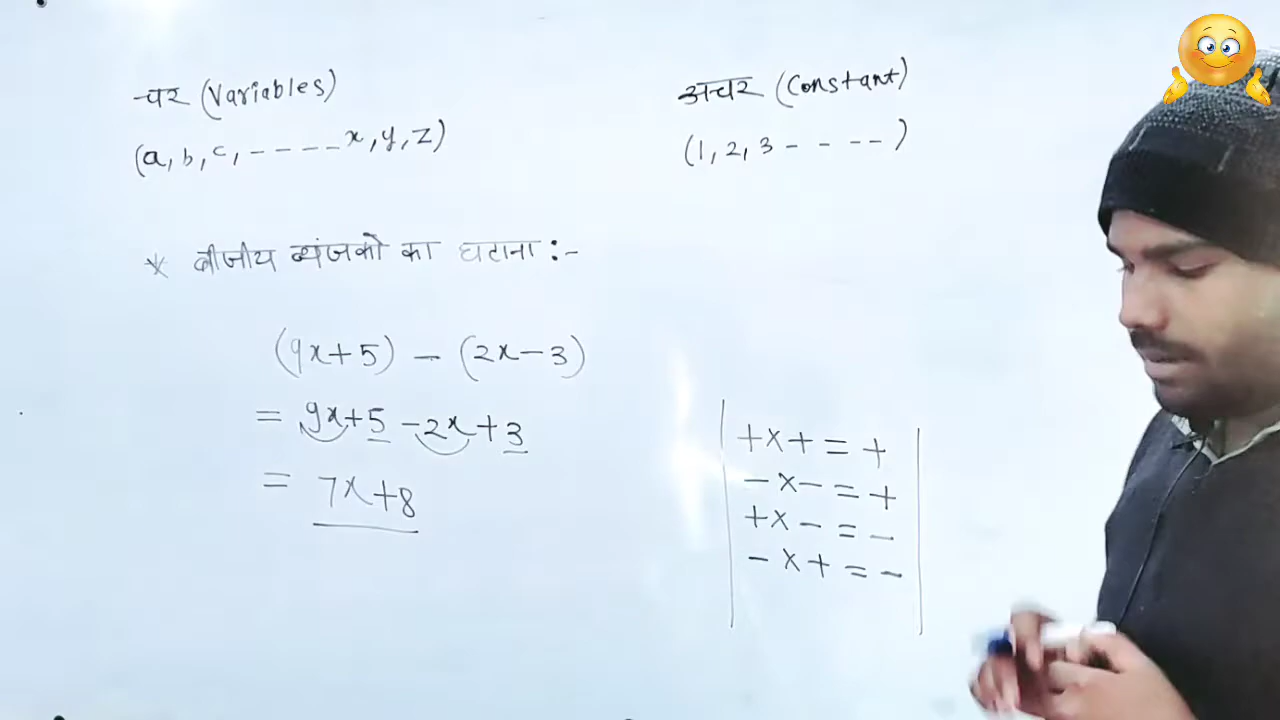 चर (Variables)
(a, b, c, ---- x, y, z)
अचर (Constant)
(1, 2, 3 - - --)
* बीजीय व्यंजकों का घटाना :-
(9x+5) - (2x-3)
= 9x+5 -2x+3
= 7x+8
+x+ = +
-x- = +
+x- = -
-x+ = -